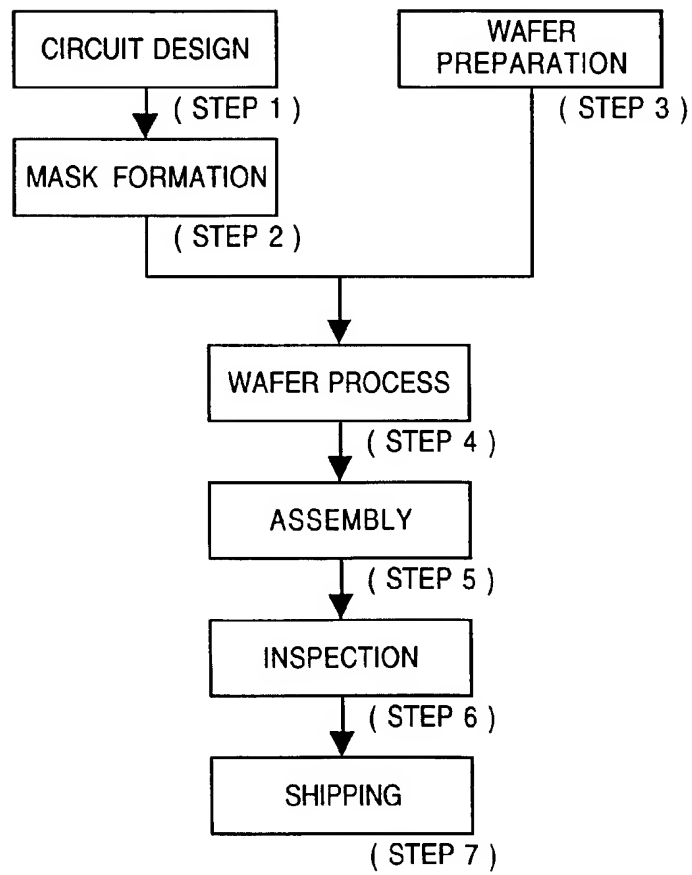 CIRCUIT DESIGN
( STEP 1 )
WAFER
PREPARATION
( STEP 3 )
MASK FORMATION
( STEP 2 )
WAFER PROCESS
( STEP 4 )
ASSEMBLY
( STEP 5 )
INSPECTION
( STEP 6 )
SHIPPING
( STEP 7 )